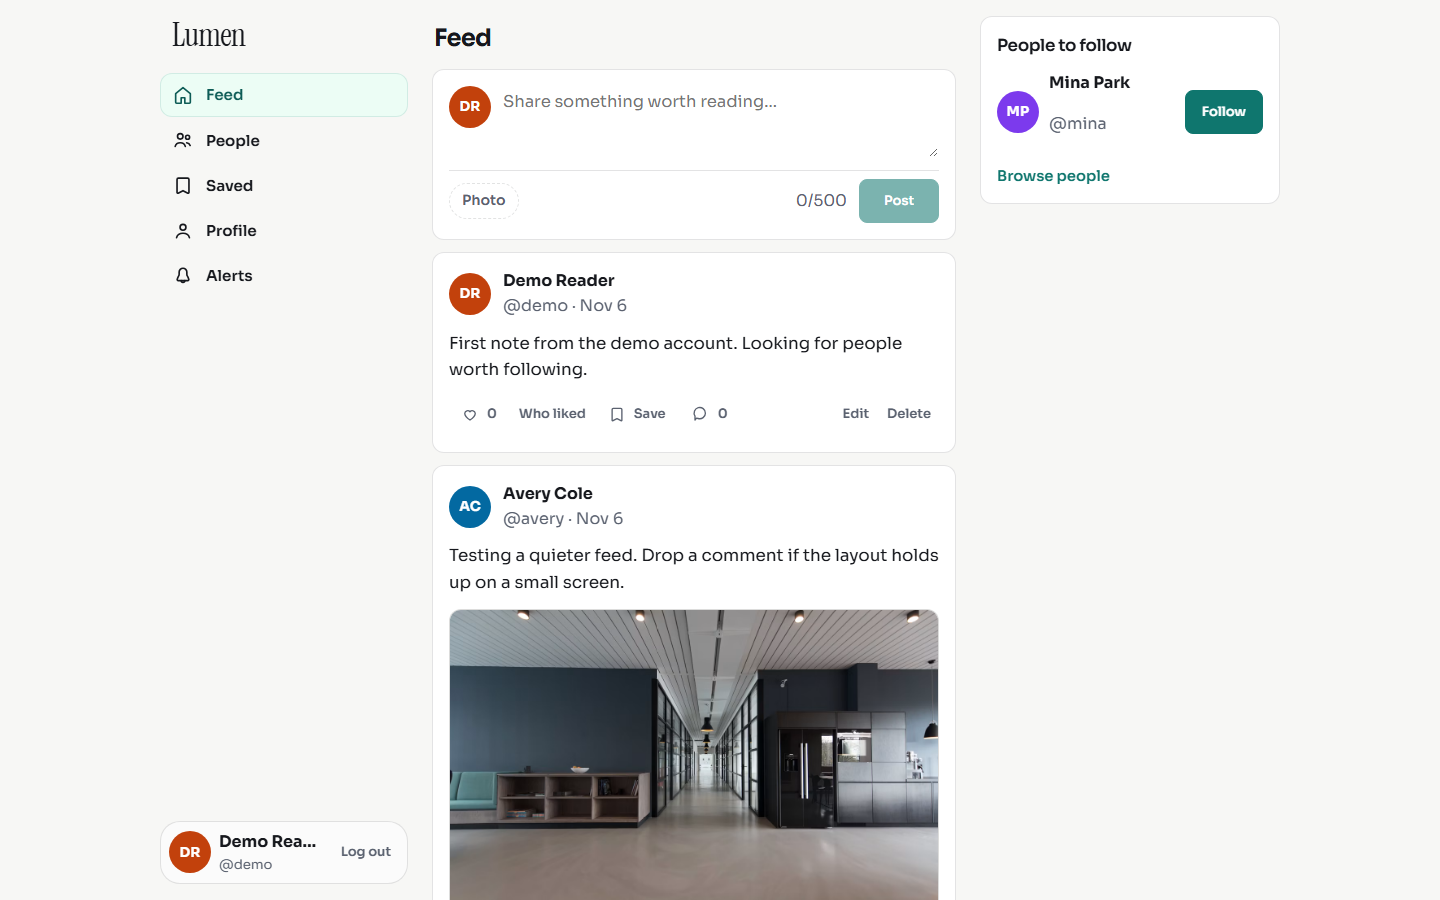 Lumen
Feed
People
Saved
Profile
Alerts
DR
Demo Rea...
@demo
Log out
Feed
DR
Share something worth reading...
Photo
0/500
Post
DR
Demo Reader
@demo · Nov 6
First note from the demo account. Looking for people
worth following.
0
Who liked
Save
0
Edit
Delete
AC
Avery Cole
@avery · Nov 6
Testing a quieter feed. Drop a comment if the layout holds
up on a small screen.
People to follow
MP
Mina Park
@mina
Follow
Browse people